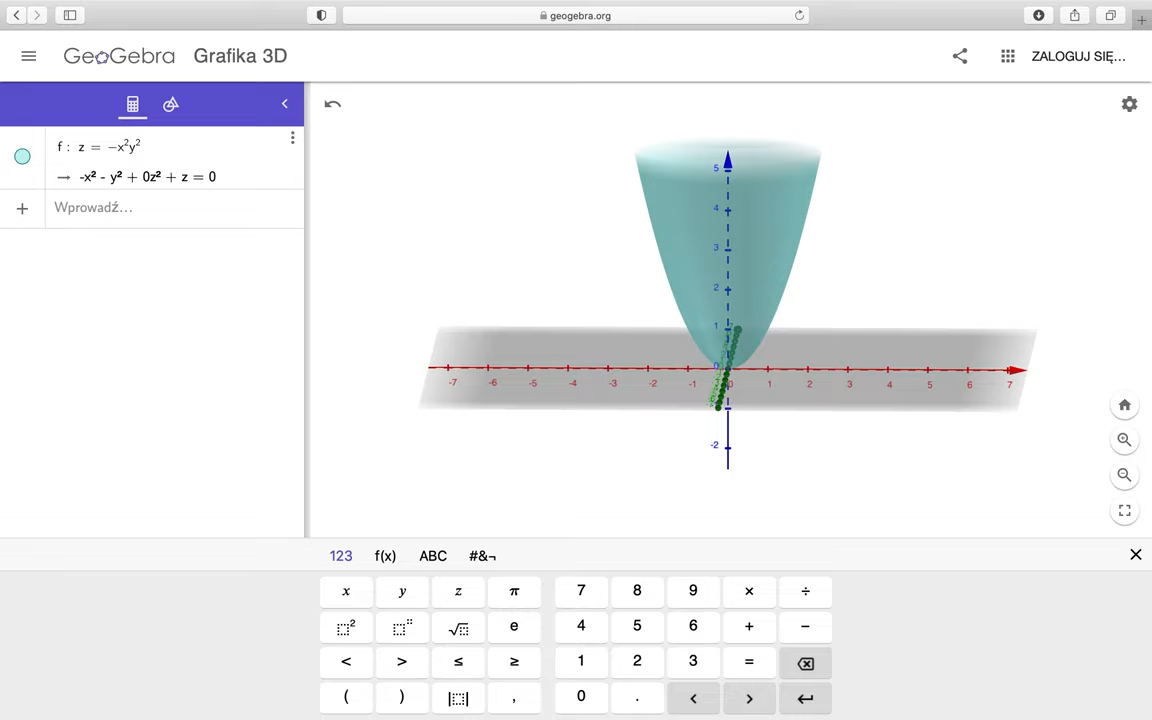 geogebra.org
GeoGebra Grafika 3D ZALOGUJ SIĘ...
f : z = −x²y²
→ -x² - y² + 0z² + z = 0
+ Wprowadź...
5
4
3
2
1
0
-7 -6 -5 -4 -3 -2 -1 0 1 2 3 4 5 6 7
-2
123 f(x) ABC #&¬
x y z π 7 8 9 × ÷
□² □^□ √□ e 4 5 6 + −
< > ≤ ≥ 1 2 3 =
( ) |□| , 0 . < >